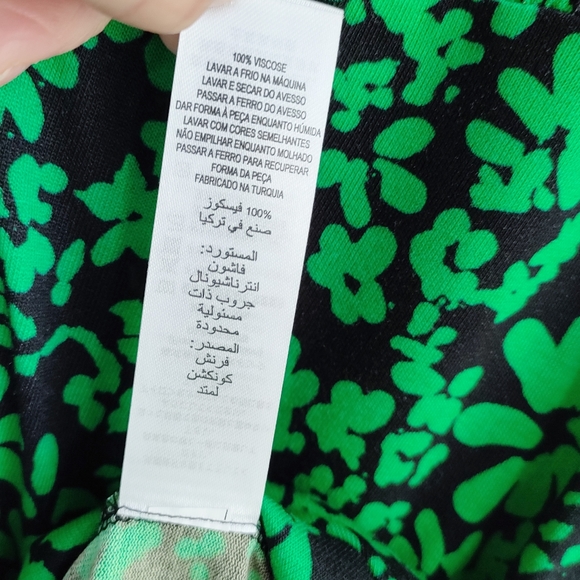 100% VISCOSE
LAVAR A FRIO NA MÁQUINA
LAVAR E SECAR DO AVESSO
PASSAR A FERRO DO AVESSO
DAR FORMA À PEÇA ENQUANTO HÚMIDA
LAVAR COM CORES SEMELHANTES
NÃO EMPILHAR ENQUANTO MOLHADO
PASSAR A FERRO PARA RECUPERAR
FORMA DA PEÇA
FABRICADO NA TURQUIA
100% فيسكوز
صنع في تركيا
المستورد:
فاشون
انترناشيونال
جروب ذات
مسئولية
محدودة
المصدر:
فرنش
كونكشن
لمتد